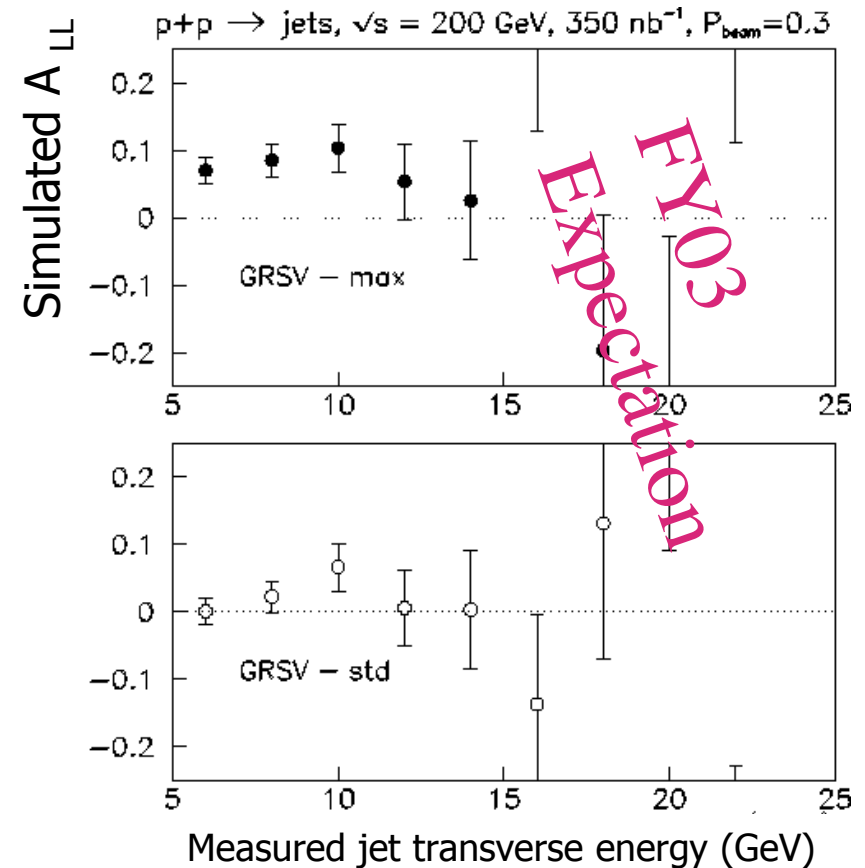 p+p → jets, √s = 200 GeV, 350 nb⁻¹, P_beam=0.3
Simulated A_LL
0.2
0.1
0
−0.1
−0.2
GRSV − max
FY03
Expectation
5 10 15 20 25
0.2
0.1
0
−0.1
−0.2
GRSV − std
5 10 15 20 25
Measured jet transverse energy (GeV)